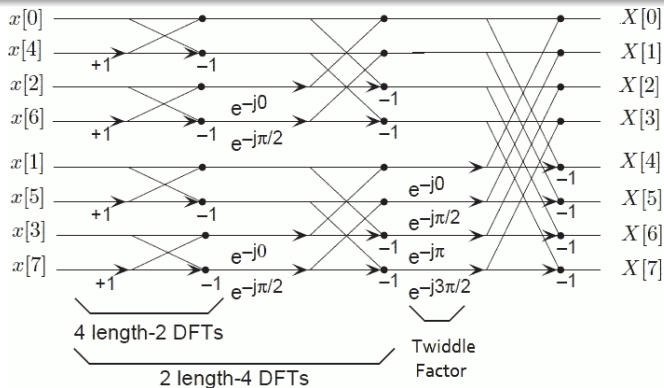 x[0] X[0]
x[4] +1 −1 X[1]
x[2] −1 X[2]
x[6] +1 −1 e−j0 −1 X[3]
e−jπ/2
x[1] X[4]
−1
x[5] +1 −1 e−j0 X[5]
−1
x[3] e−j0 −1 e−jπ/2 X[6]
−1
x[7] +1 −1 e−jπ/2 −1 e−jπ X[7]
−1
e−j3π/2
4 length-2 DFTs
2 length-4 DFTs
Twiddle
Factor